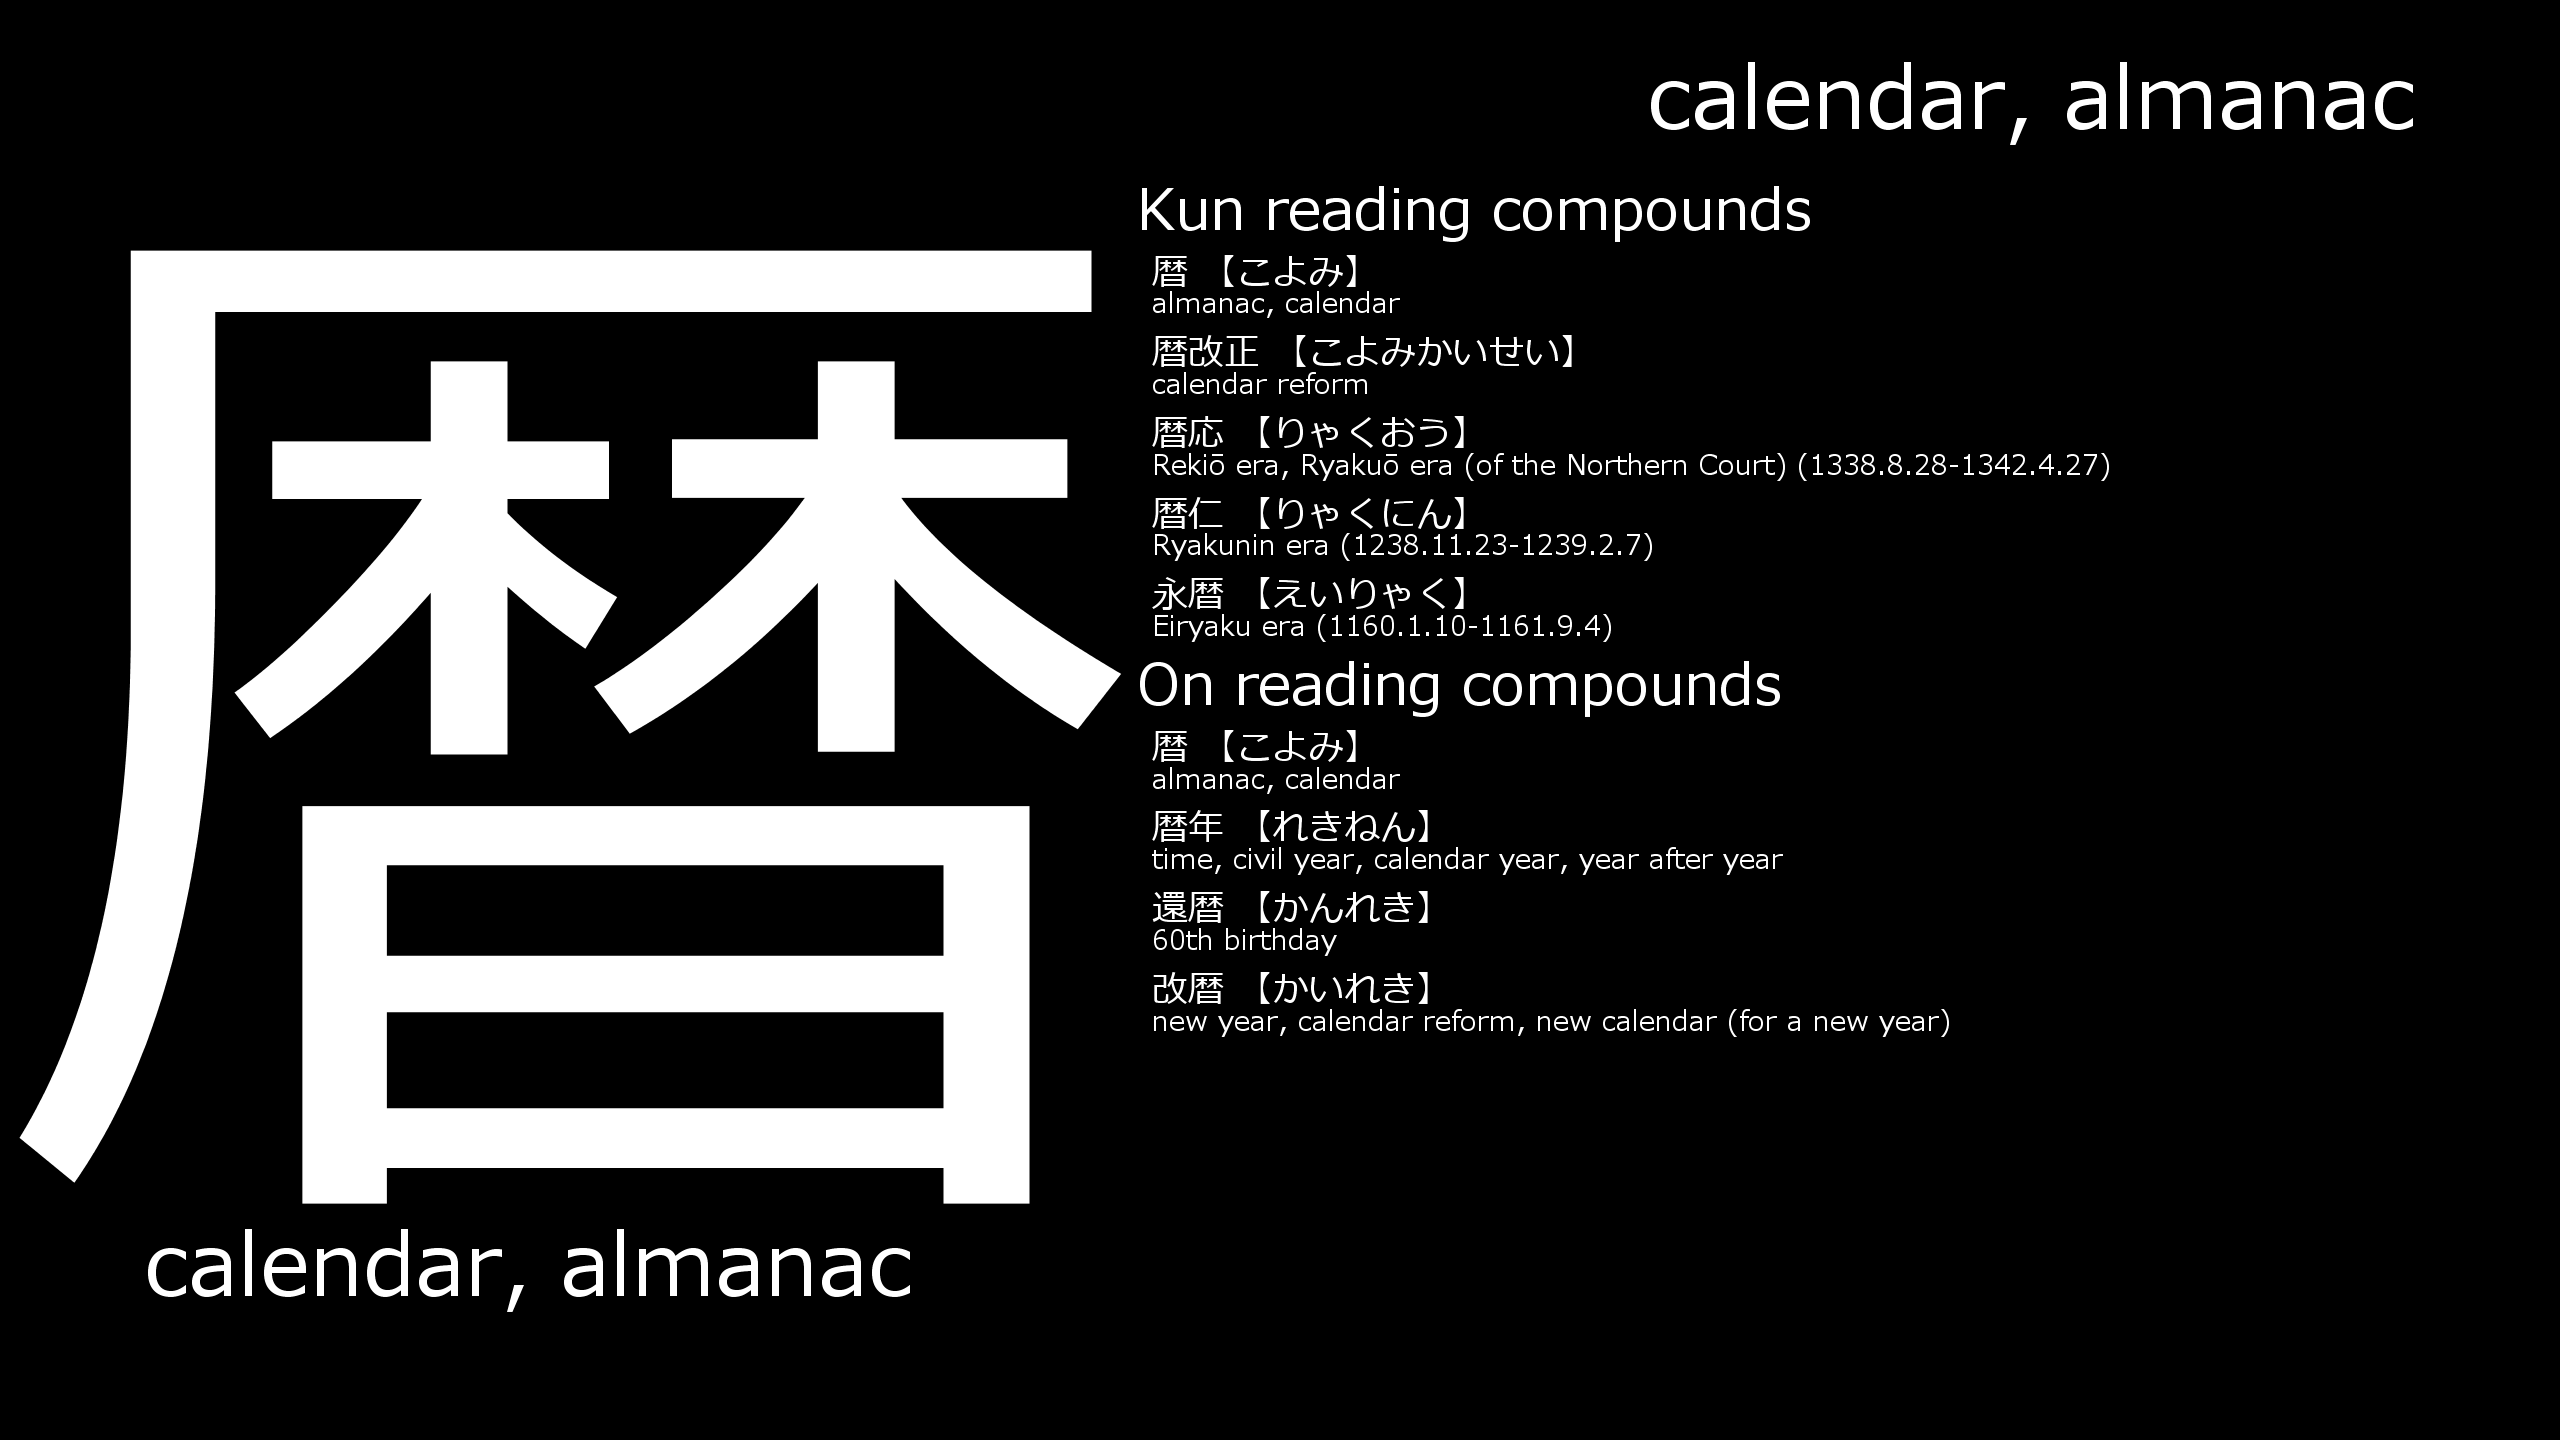 calendar, almanac
暦
calendar, almanac
Kun reading compounds
暦 【こよみ】
almanac, calendar
暦改正 【こよみかいせい】
calendar reform
暦応 【りゃくおう】
Rekiō era, Ryakuō era (of the Northern Court) (1338.8.28-1342.4.27)
暦仁 【りゃくにん】
Ryakunin era (1238.11.23-1239.2.7)
永暦 【えいりゃく】
Eiryaku era (1160.1.10-1161.9.4)
On reading compounds
暦 【こよみ】
almanac, calendar
暦年 【れきねん】
time, civil year, calendar year, year after year
還暦 【かんれき】
60th birthday
改暦 【かいれき】
new year, calendar reform, new calendar (for a new year)